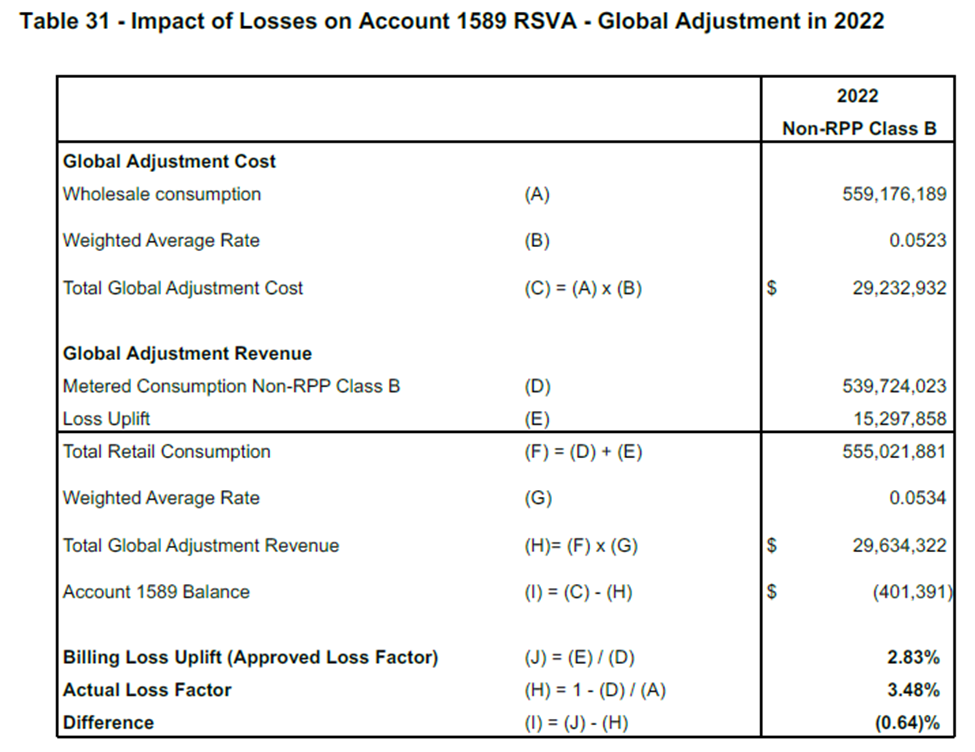 Table 31 - Impact of Losses on Account 1589 RSVA - Global Adjustment in 2022
2022
Non-RPP Class B
Global Adjustment Cost
Wholesale consumption (A) 559,176,189
Weighted Average Rate (B) 0.0523
Total Global Adjustment Cost (C) = (A) x (B) $ 29,232,932
Global Adjustment Revenue
Metered Consumption Non-RPP Class B (D) 539,724,023
Loss Uplift (E) 15,297,858
Total Retail Consumption (F) = (D) + (E) 555,021,881
Weighted Average Rate (G) 0.0534
Total Global Adjustment Revenue (H)= (F) x (G) $ 29,634,322
Account 1589 Balance (I) = (C) - (H) $ (401,391)
Billing Loss Uplift (Approved Loss Factor) (J) = (E) / (D) 2.83%
Actual Loss Factor (H) = 1 - (D) / (A) 3.48%
Difference (I) = (J) - (H) (0.64)%